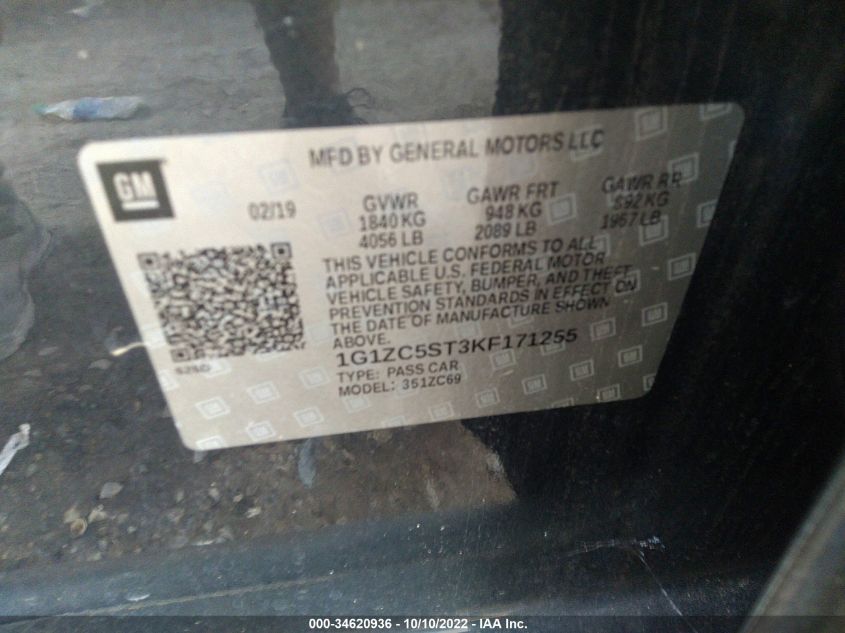 MFD BY GENERAL MOTORS LLC
GM
02/19 GVWR GAWR FRT GAWR RR
1840 KG 948 KG 892 KG
4056 LB 2089 LB 1967 LB
THIS VEHICLE CONFORMS TO ALL
APPLICABLE U.S. FEDERAL MOTOR
VEHICLE SAFETY, BUMPER, AND THEFT
PREVENTION STANDARDS IN EFFECT ON
THE DATE OF MANUFACTURE SHOWN
ABOVE.
1G1ZC5ST3KF171255
TYPE: PASS CAR
MODEL: 351ZC69
000-34620936 - 10/10/2022 - IAA Inc.